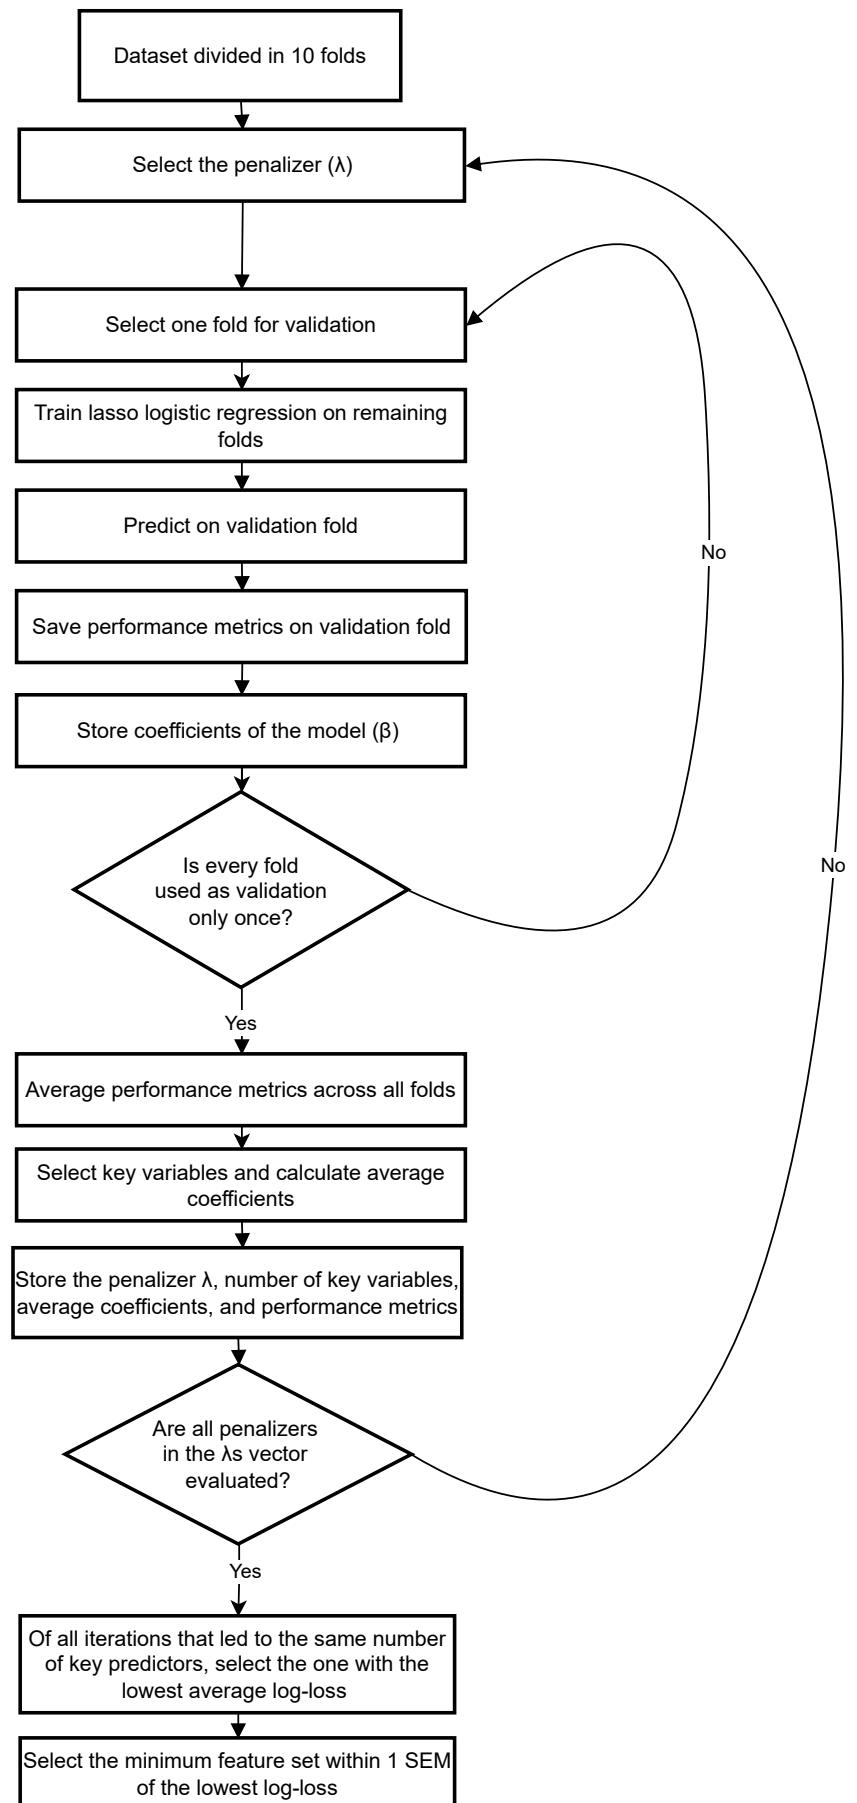 Dataset divided in 10 folds
Select the penalizer (λ)
Select one fold for validation
Train lasso logistic regression on remaining
folds
Predict on validation fold
No
Save performance metrics on validation fold
Store coefficients of the model (β)
Is every fold
used as validation
only once?
No
Yes
Average performance metrics across all folds
Select key variables and calculate average
coefficients
Store the penalizer λ, number of key variables,
average coefficients, and performance metrics
Are all penalizers
in the λs vector
evaluated?
Yes
Of all iterations that led to the same number
of key predictors, select the one with the
lowest average log-loss
Select the minimum feature set within 1 SEM
of the lowest log-loss